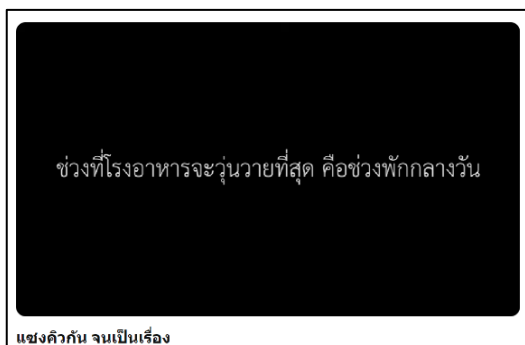 ช่วงที่โรงอาหารจะวุ่นวายที่สุด คือช่วงพักกลางวัน
แซงคิวกัน จนเป็นเรื่อง